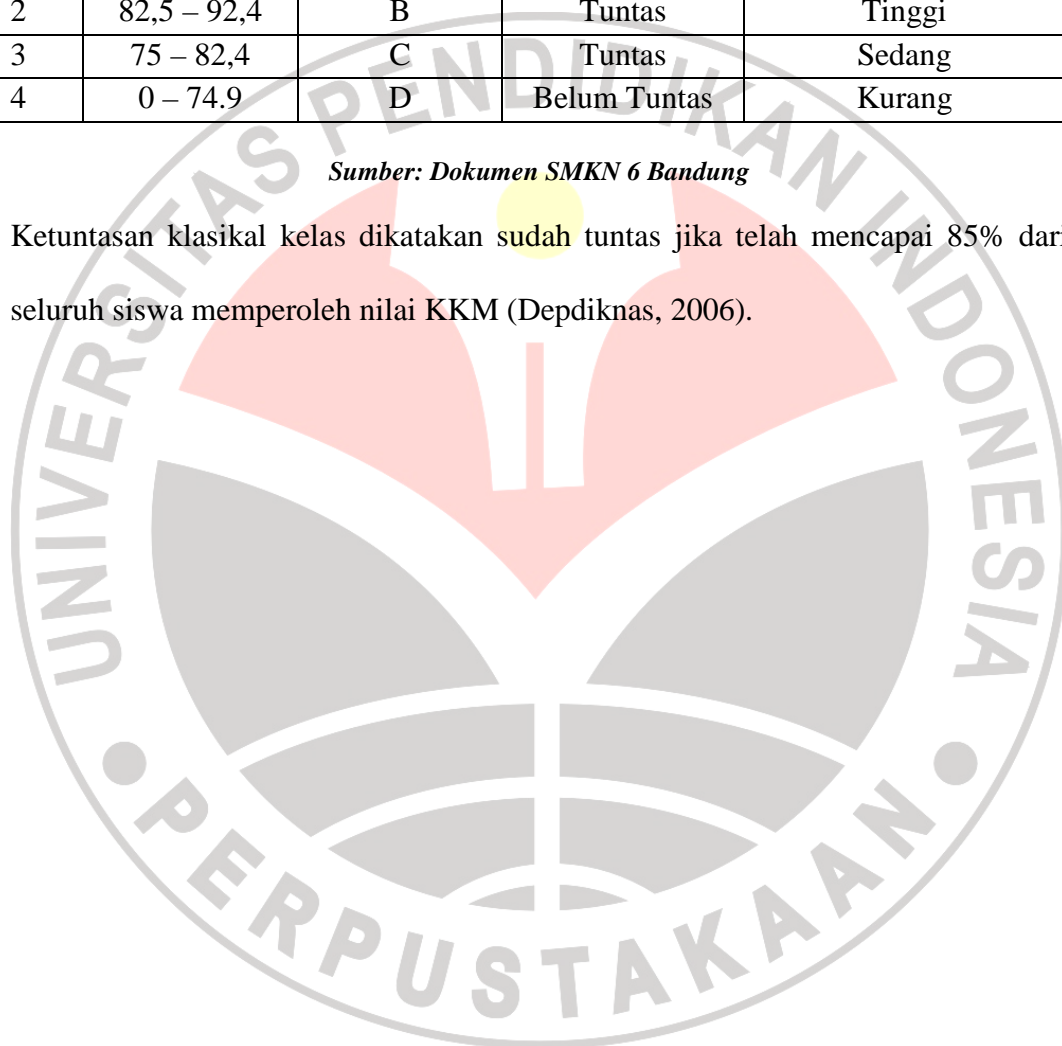 2 82,5 – 92,4 B Tuntas Tinggi
3 75 – 82,4 C Tuntas Sedang
4 0 – 74.9 D Belum Tuntas Kurang
Sumber: Dokumen SMKN 6 Bandung
Ketuntasan klasikal kelas dikatakan sudah tuntas jika telah mencapai 85% dari
seluruh siswa memperoleh nilai KKM (Depdiknas, 2006).
UNIVERSITAS PENDIDIKAN INDONESIA
PERPUSTAKAAN